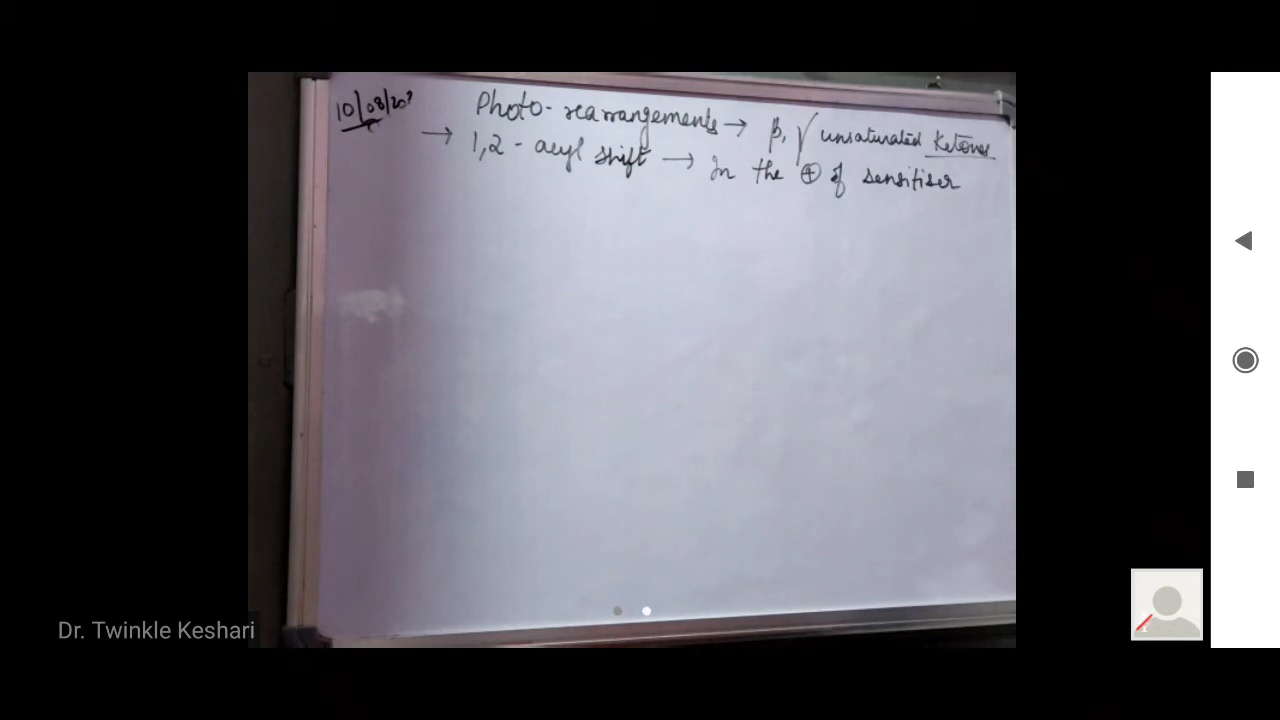 10/08/20
Photo-rearrangements → β, γ unsaturated Ketones
→ 1,2-acyl shift → In the ⊕ of sensitiser
Dr. Twinkle Keshari